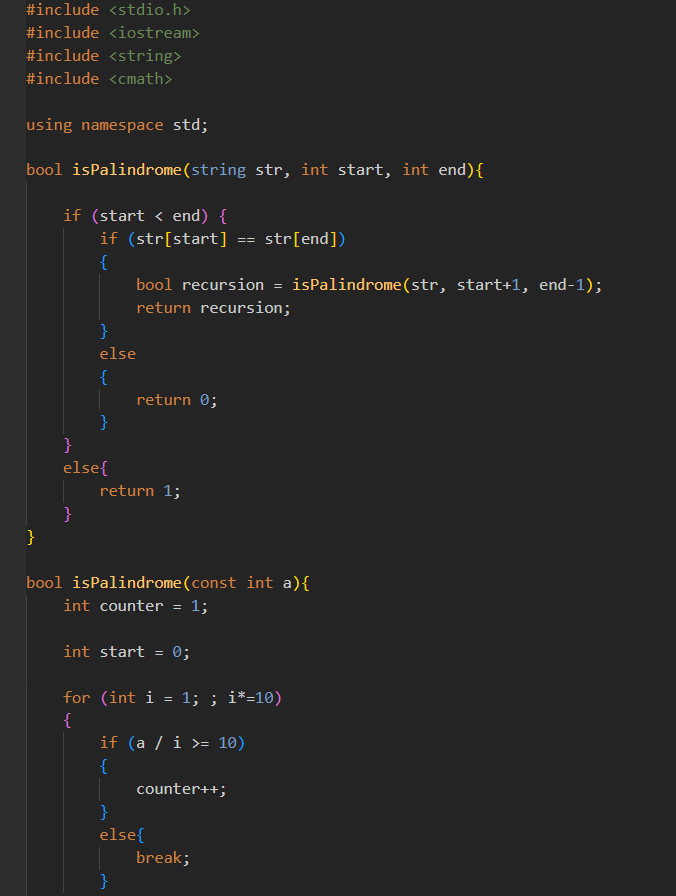 #include <stdio.h>
#include <iostream>
#include <string>
#include <cmath>
using namespace std;
bool isPalindrome(string str, int start, int end){
if (start < end) {
if (str[start] == str[end])
{
bool recursion = isPalindrome(str, start+1, end-1);
return recursion;
}
else
{
return 0;
}
}
else{
return 1;
}
}
bool isPalindrome(const int a){
int counter = 1;
int start = 0;
for (int i = 1; ; i*=10)
{
if (a / i >= 10)
{
counter++;
}
else{
break;
}